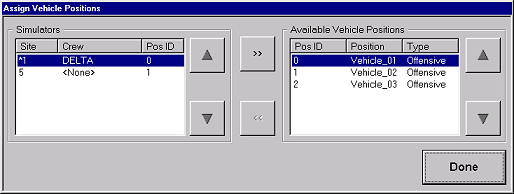 Assign Vehicle Positions
Simulators
Site Crew Pos ID
*1 DELTA 0
5 <None> 1
>>
<<
Available Vehicle Positions
Pos ID Position Type
0 Vehicle_01 Offensive
1 Vehicle_02 Offensive
2 Vehicle_03 Offensive
Done